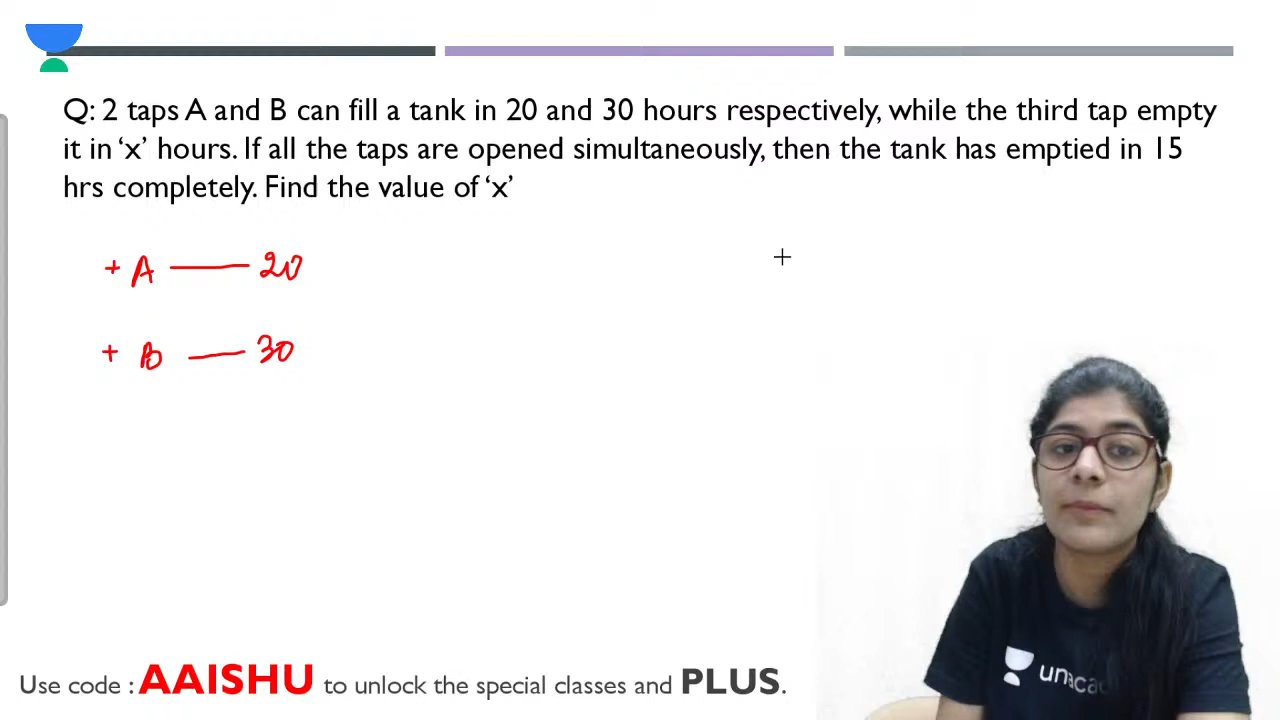 Q: 2 taps A and B can fill a tank in 20 and 30 hours respectively, while the third tap empty
it in ‘x’ hours. If all the taps are opened simultaneously, then the tank has emptied in 15
hrs completely. Find the value of ‘x’
+ A — 20
+ B — 30
unacad
Use code : AAISHU to unlock the special classes and PLUS.